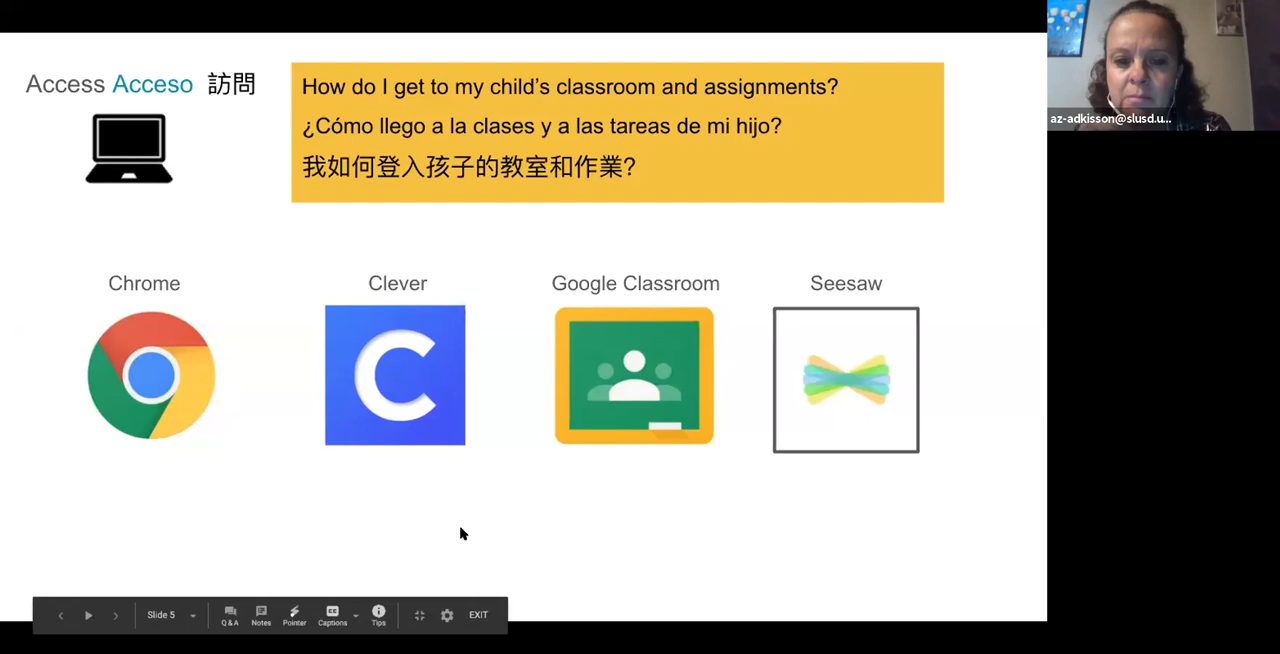 Access Acceso 訪問
How do I get to my child's classroom and assignments?
¿Cómo llego a la clases y a las tareas de mi hijo?
我如何登入孩子的教室和作業?
az-adkisson@slusd.u...
Chrome
Clever
Google Classroom
Seesaw
C
Slide 5
Q&A
Notes
Pointer
CC
Captions
Tips
EXIT